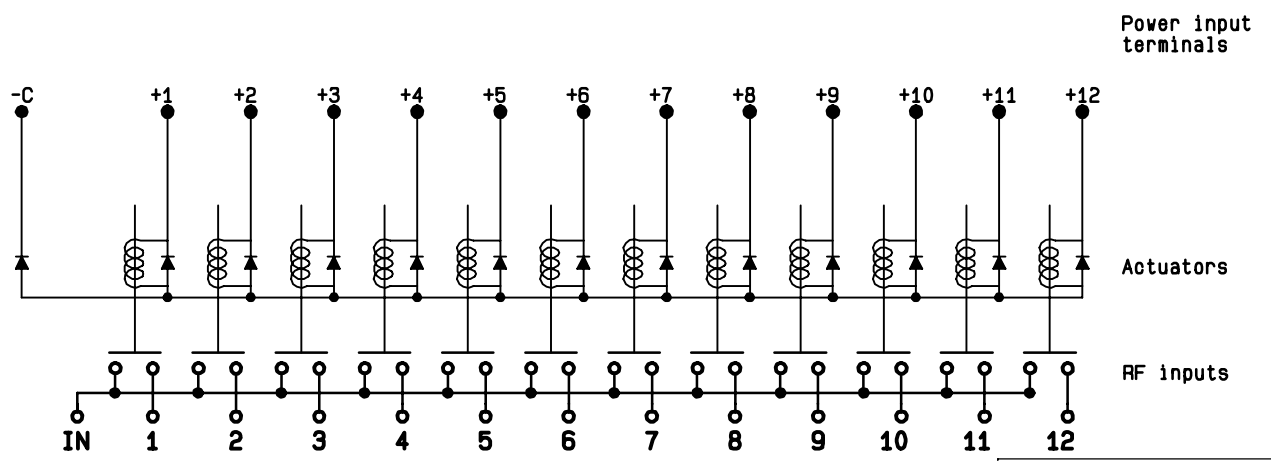 Power input
terminals
-C +1 +2 +3 +4 +5 +6 +7 +8 +9 +10 +11 +12
Actuators
RF inputs
IN 1 2 3 4 5 6 7 8 9 10 11 12